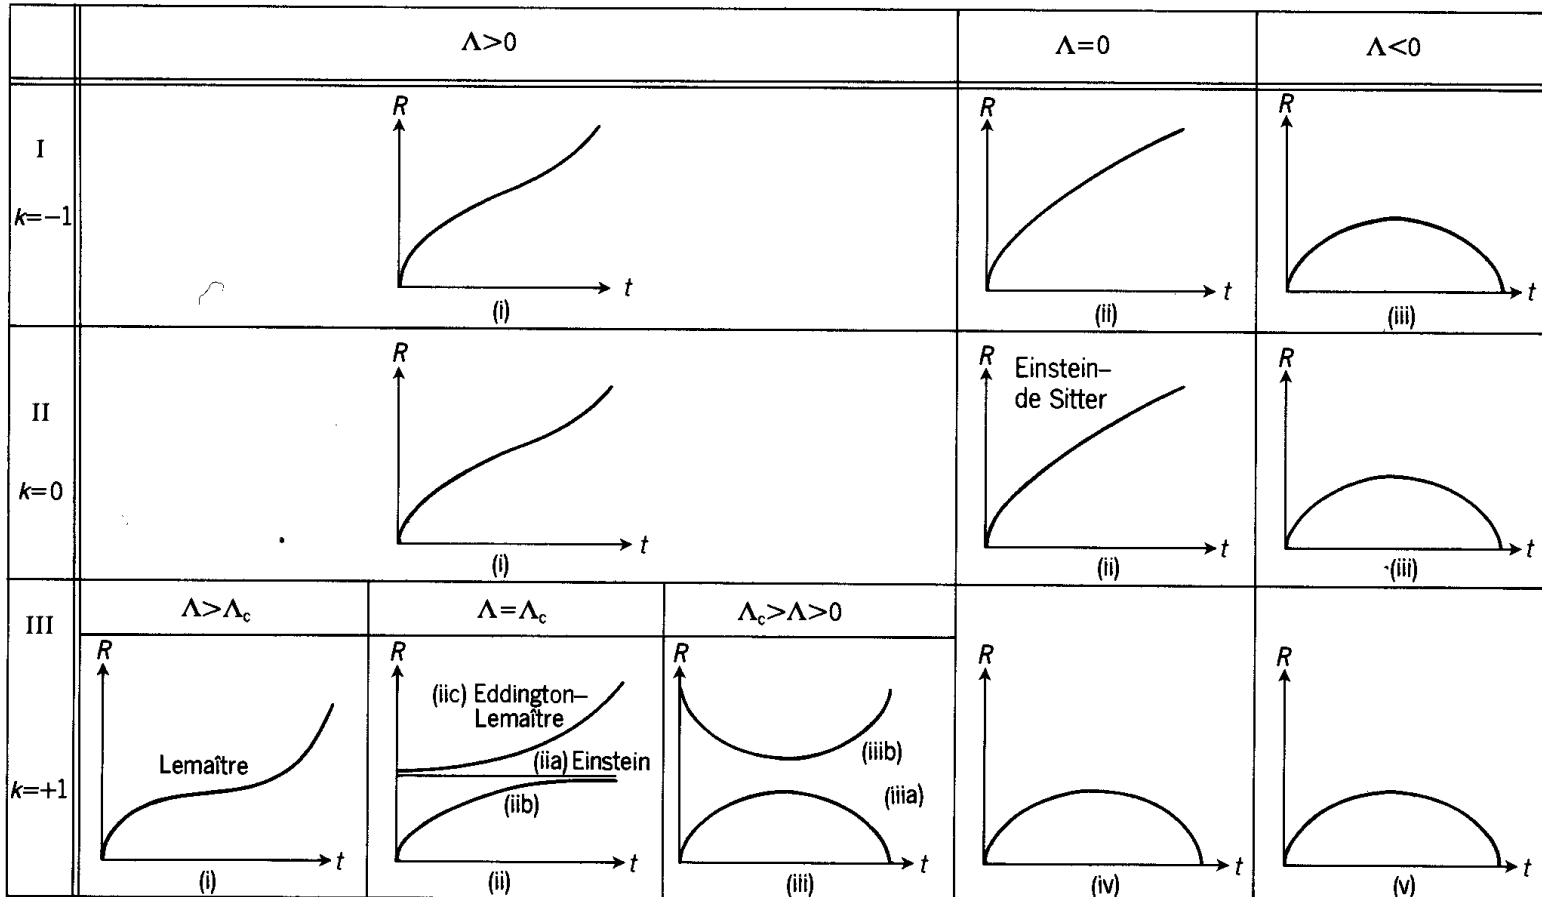 Λ>0
Λ=0
Λ<0
I
k=−1
R
t
(i)
R
t
(ii)
R
t
(iii)
II
k=0
R
t
(i)
R
Einstein–
de Sitter
t
(ii)
R
t
(iii)
III
k=+1
Λ>Λc
Λ=Λc
Λc>Λ>0
R
Lemaître
t
(i)
R
(iic) Eddington–
Lemaître
(iia) Einstein
(iib)
t
(ii)
R
(iiib)
(iiia)
t
(iii)
R
t
(iv)
R
t
(v)